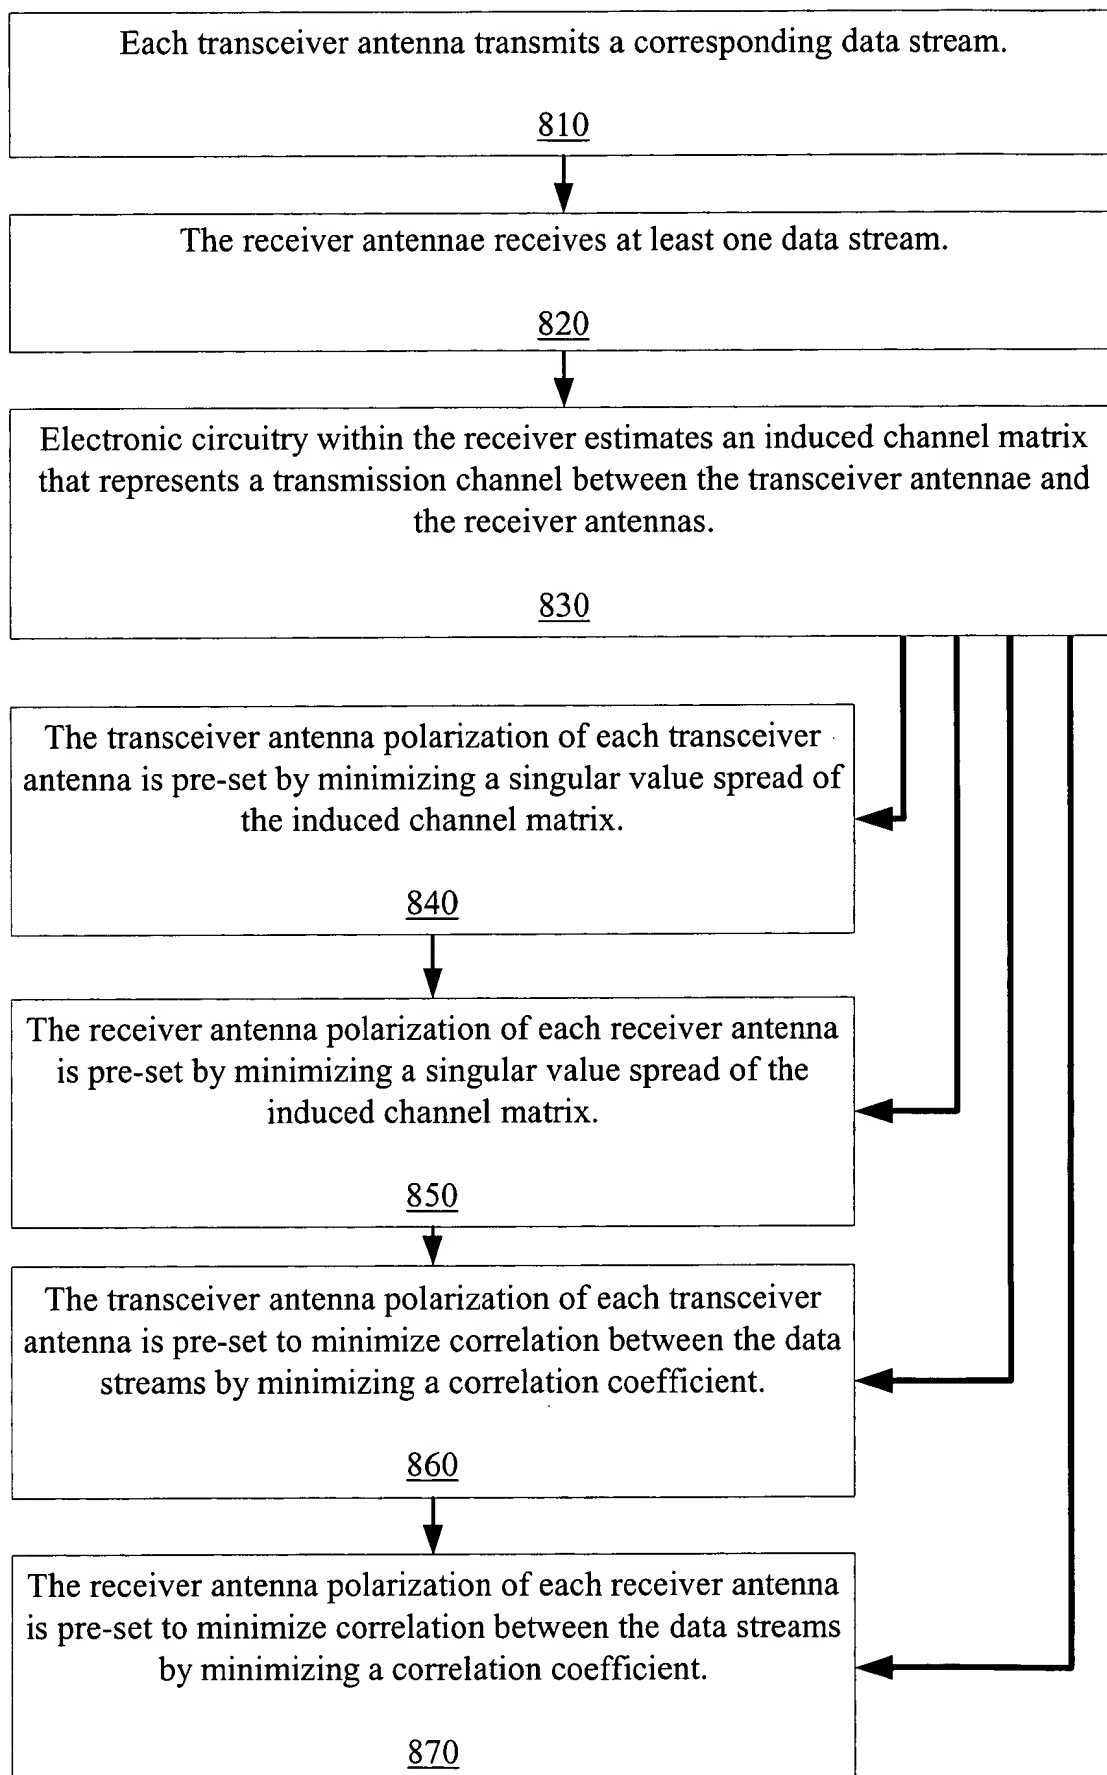 Each transceiver antenna transmits a corresponding data stream.
810
The receiver antennae receives at least one data stream.
820
Electronic circuitry within the receiver estimates an induced channel matrix
that represents a transmission channel between the transceiver antennae and
the receiver antennas.
830
The transceiver antenna polarization of each transceiver
antenna is pre-set by minimizing a singular value spread of
the induced channel matrix.
840
The receiver antenna polarization of each receiver antenna
is pre-set by minimizing a singular value spread of the
induced channel matrix.
850
The transceiver antenna polarization of each transceiver
antenna is pre-set to minimize correlation between the data
streams by minimizing a correlation coefficient.
860
The receiver antenna polarization of each receiver antenna
is pre-set to minimize correlation between the data streams
by minimizing a correlation coefficient.
870